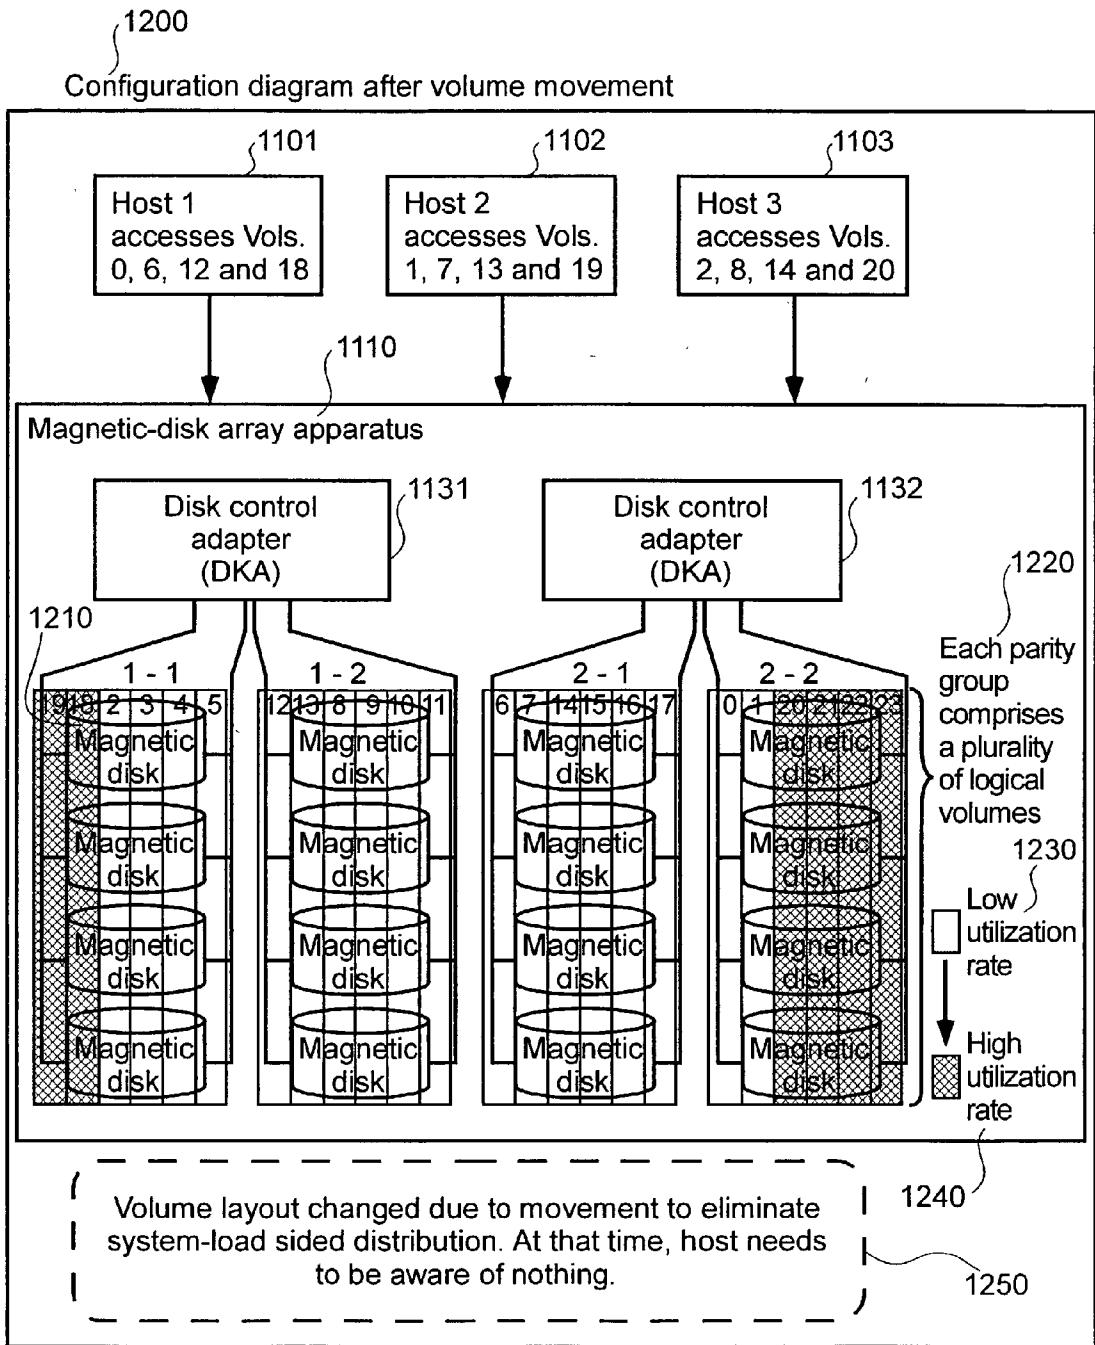 1200
Configuration diagram after volume movement
1101
1102
1103
Host 1
accesses Vols.
0, 6, 12 and 18
Host 2
accesses Vols.
1, 7, 13 and 19
Host 3
accesses Vols.
2, 8, 14 and 20
1110
Magnetic-disk array apparatus
1131
Disk control
adapter
(DKA)
1132
Disk control
adapter
(DKA)
1210
1220
Each parity
group
comprises
a plurality
of logical
volumes
1 - 1
1 - 2
2 - 1
2 - 2
19 18 2 3 4 5
12 13 8 9 10 11
6 7 14 15 16 17
0 1 20 21 22 23
Magnetic
disk
Magnetic
disk
Magnetic
disk
Magnetic
disk
Magnetic
disk
Magnetic
disk
Magnetic
disk
Magnetic
disk
Magnetic
disk
Magnetic
disk
Magnetic
disk
Magnetic
disk
Magnetic
disk
Magnetic
disk
Magnetic
disk
Magnetic
disk
1230
Low
utilization
rate
High
utilization
rate
1240
Volume layout changed due to movement to eliminate
system-load sided distribution. At that time, host needs
to be aware of nothing.
1250